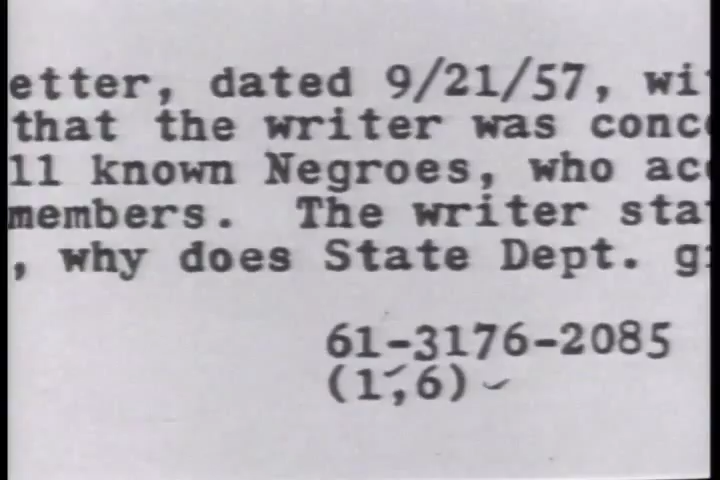 etter, dated 9/21/57, wi
that the writer was conc
ll known Negroes, who ac
members. The writer sta
, why does State Dept. g
61-3176-2085
(1,6)